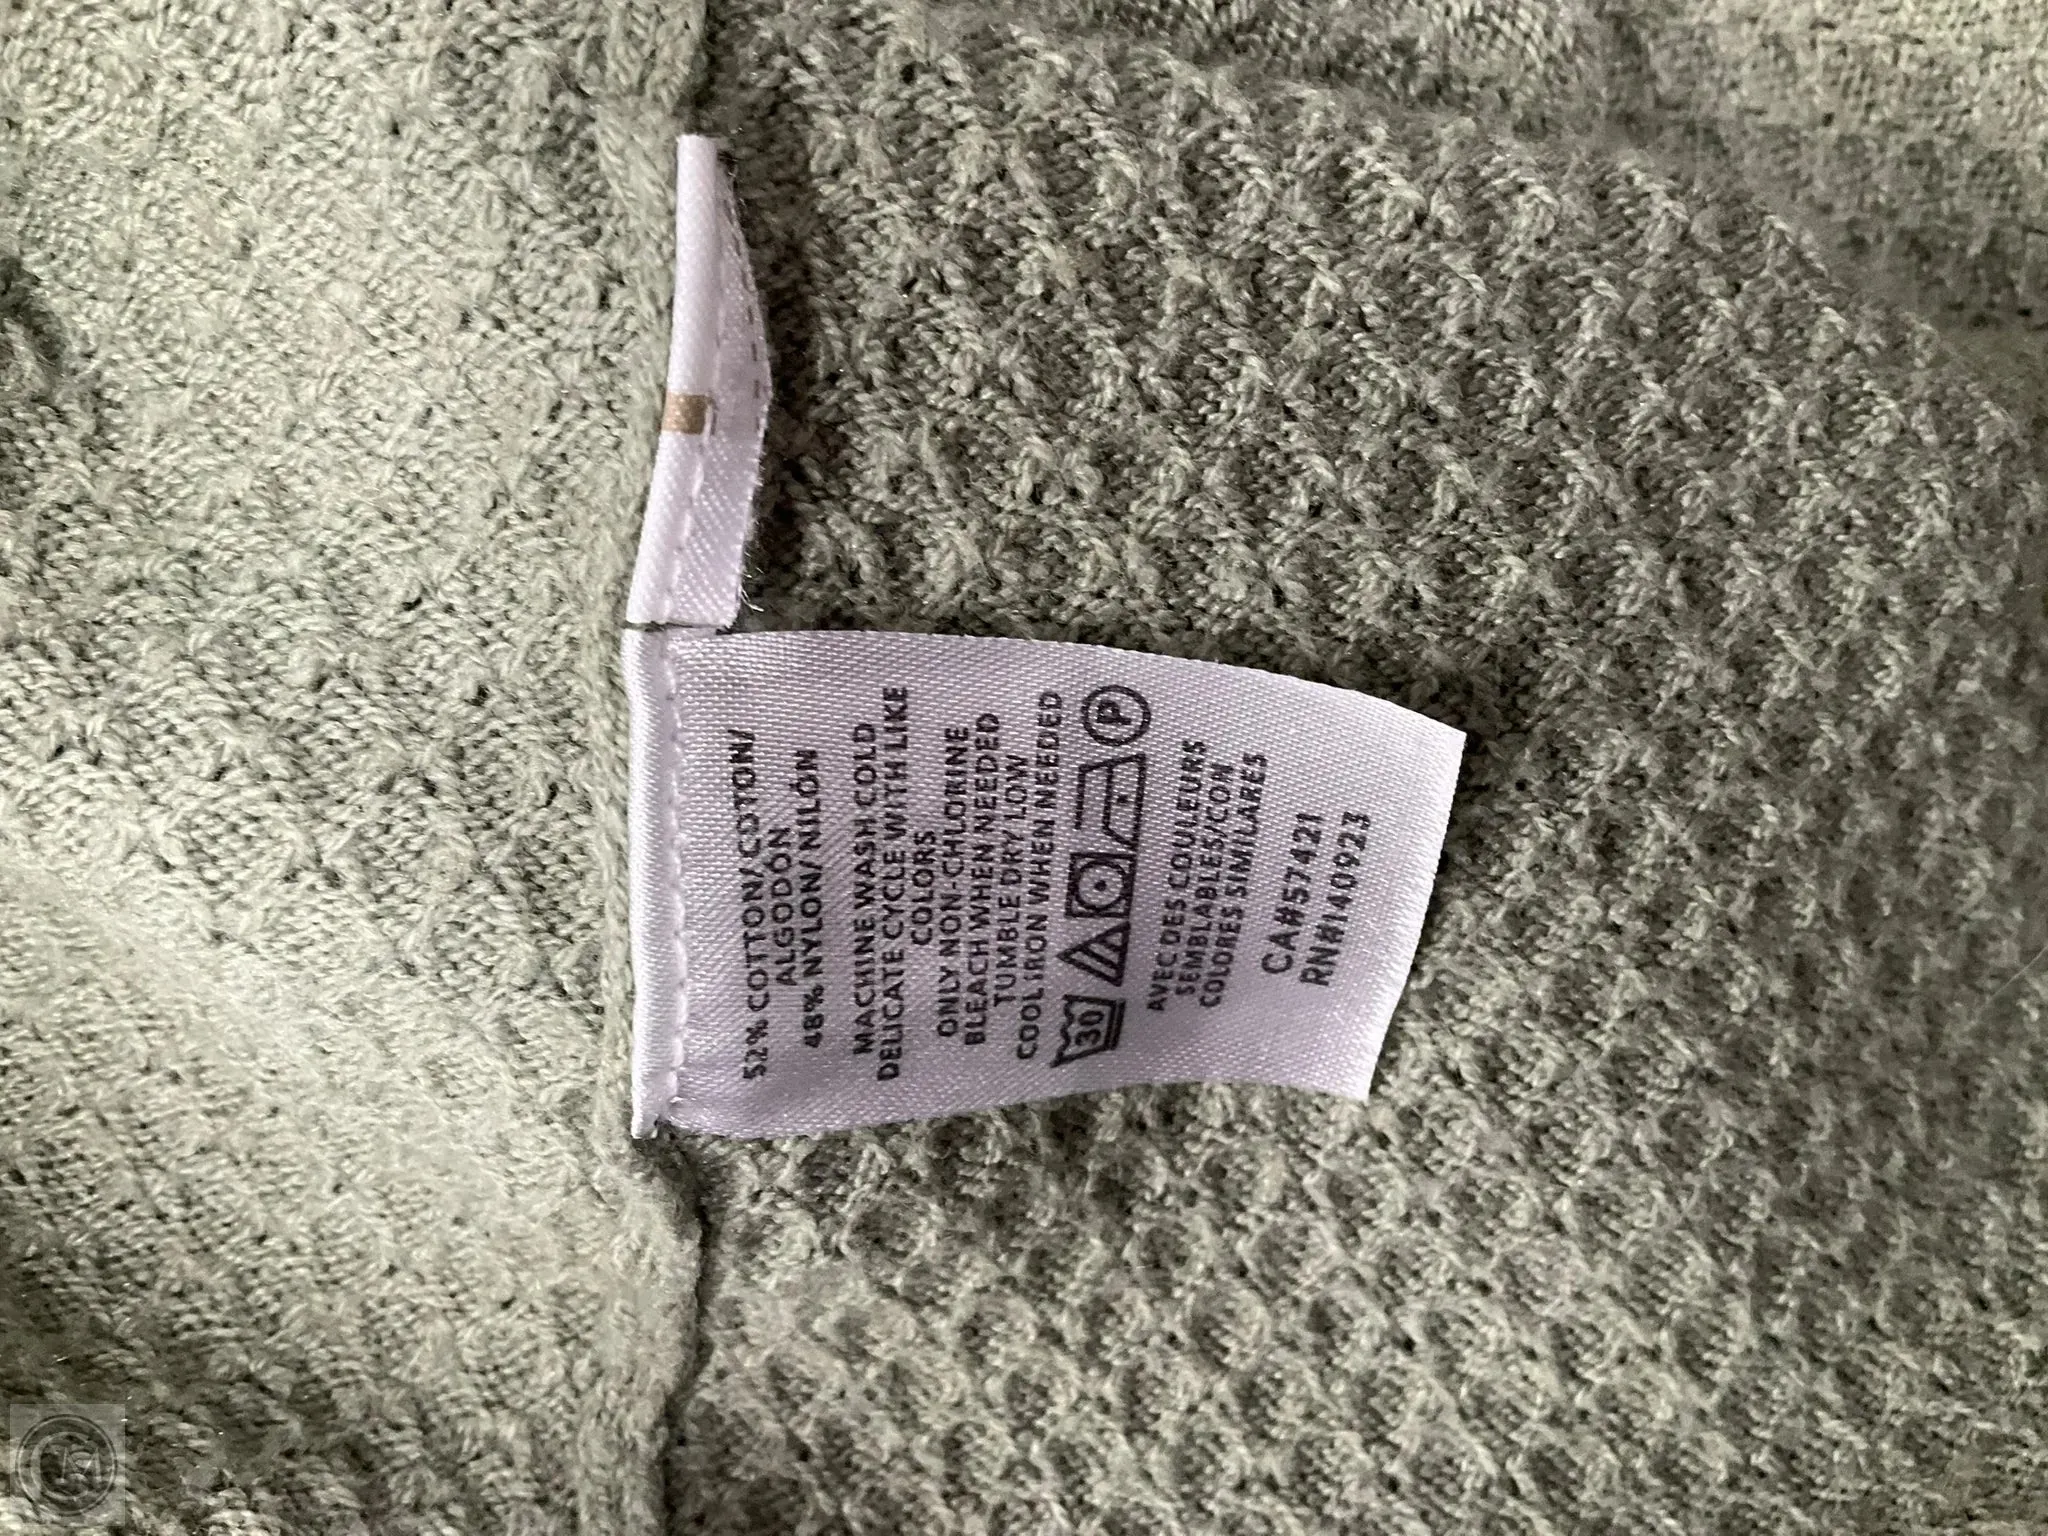 52% COTTON/COTON/
ALGODÓN
48% NYLON/NILÓN
MACHINE WASH COLD
DELICATE CYCLE WITH LIKE
COLORS
ONLY NON-CHLORINE
BLEACH WHEN NEEDED
TUMBLE DRY LOW
COOL IRON WHEN NEEDED
30 P
AVEC DES COULEURS
SEMBLABLES/CON
COLORES SIMILARES
CA#57421
RN#140923